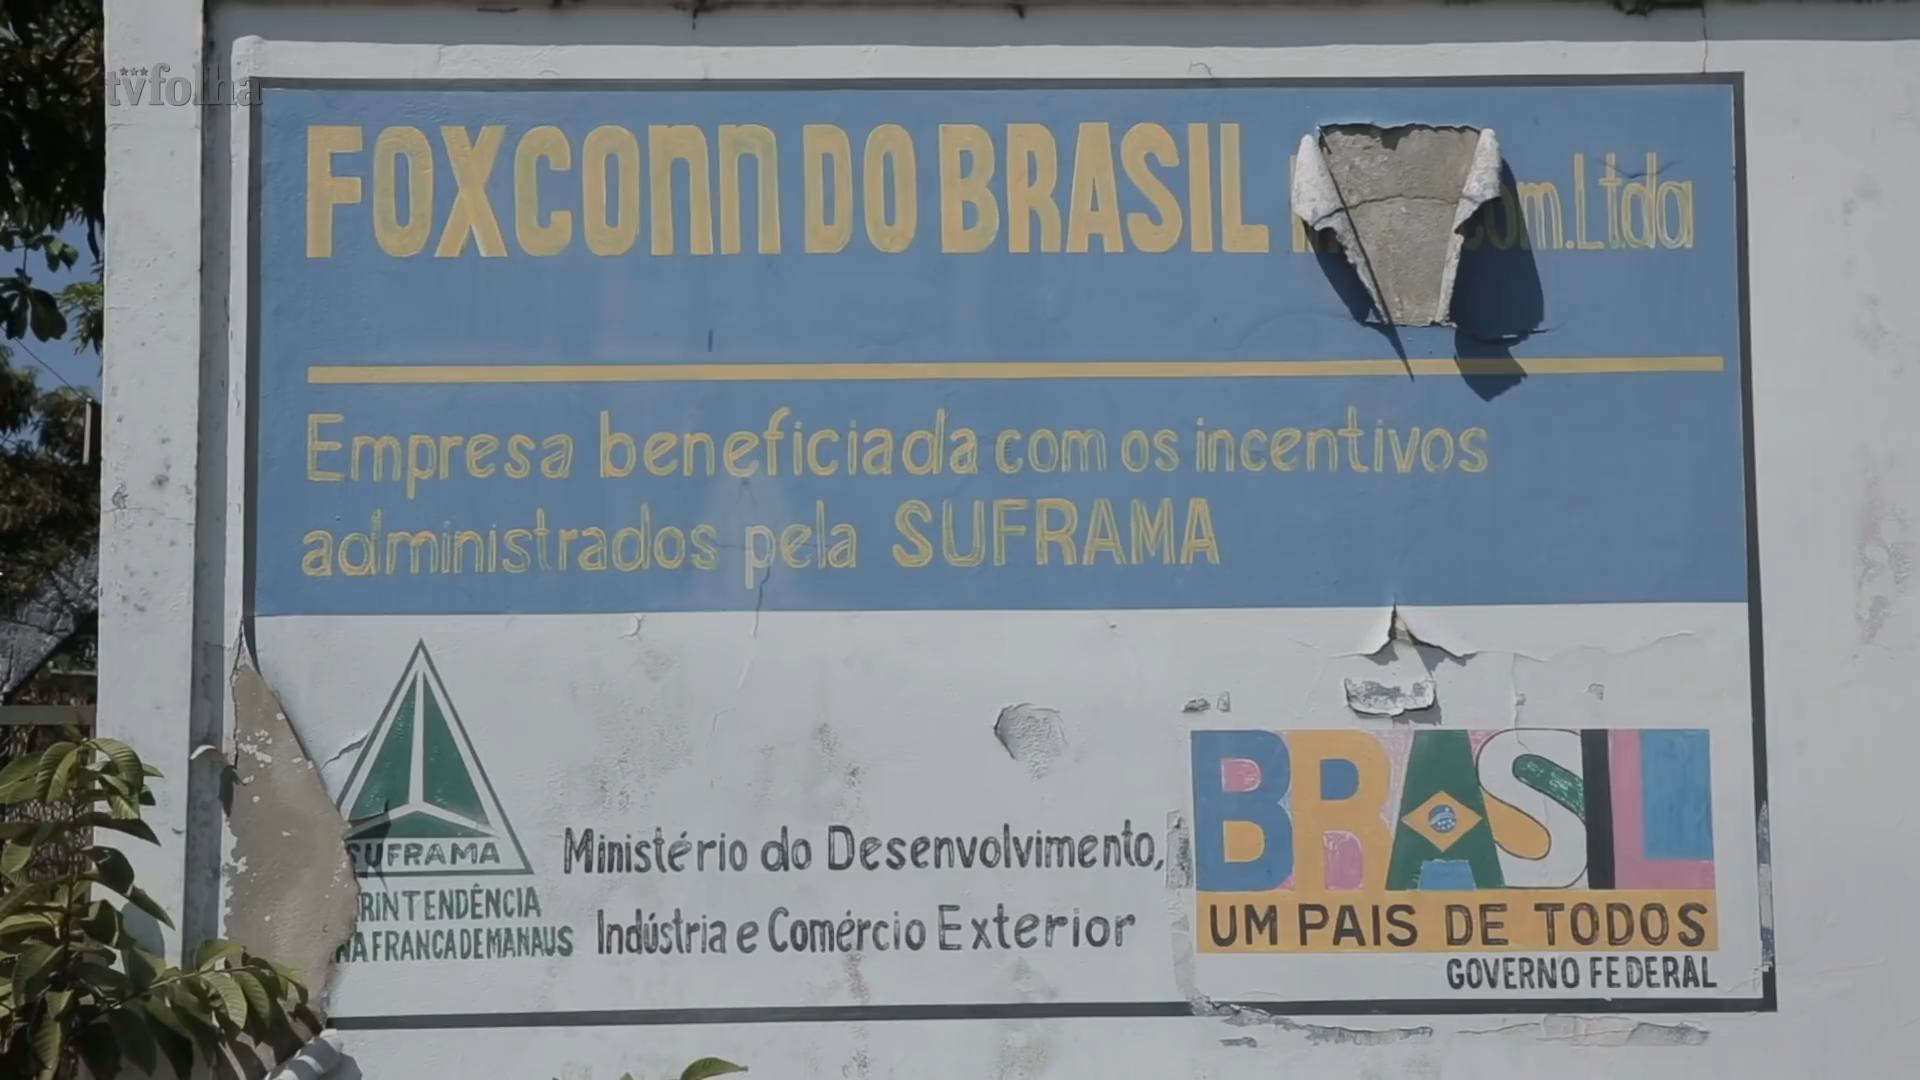 tvfolha
FOXCONN DO BRASIL com.Ltda
Empresa beneficiada com os incentivos
administrados pela SUFRAMA
SUFRAMA
RINTENDÊNCIA
NA FRANCA DE MANAUS
Ministério do Desenvolvimento,
Indústria e Comércio Exterior
BRASIL
UM PAIS DE TODOS
GOVERNO FEDERAL